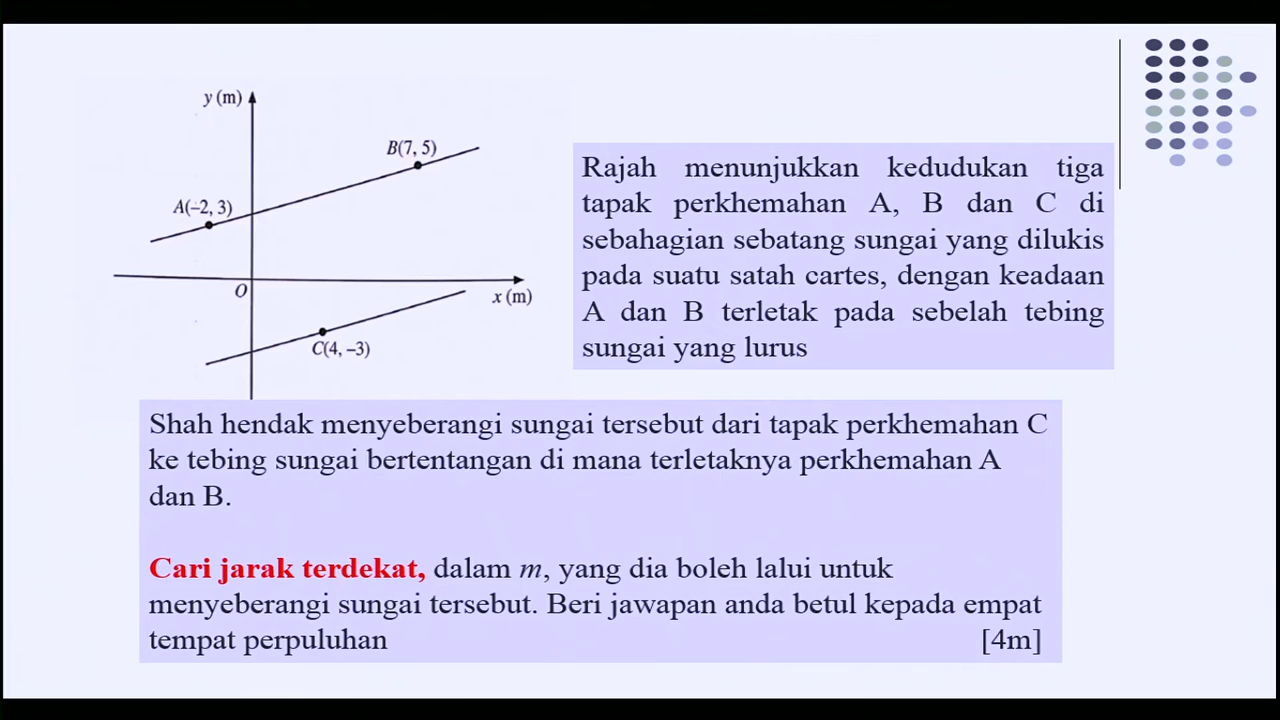 y (m)
B(7, 5)
A(–2, 3)
O
x (m)
C(4, –3)
Rajah menunjukkan kedudukan tiga
tapak perkhemahan A, B dan C di
sebahagian sebatang sungai yang dilukis
pada suatu satah cartes, dengan keadaan
A dan B terletak pada sebelah tebing
sungai yang lurus
Shah hendak menyeberangi sungai tersebut dari tapak perkhemahan C
ke tebing sungai bertentangan di mana terletaknya perkhemahan A
dan B.
Cari jarak terdekat, dalam m, yang dia boleh lalui untuk
menyeberangi sungai tersebut. Beri jawapan anda betul kepada empat
tempat perpuluhan [4m]